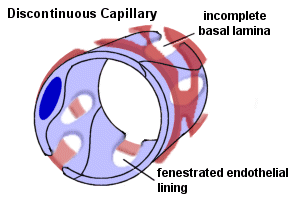 Discontinuous Capillary
incomplete
basal lamina
fenestrated endothelial
lining